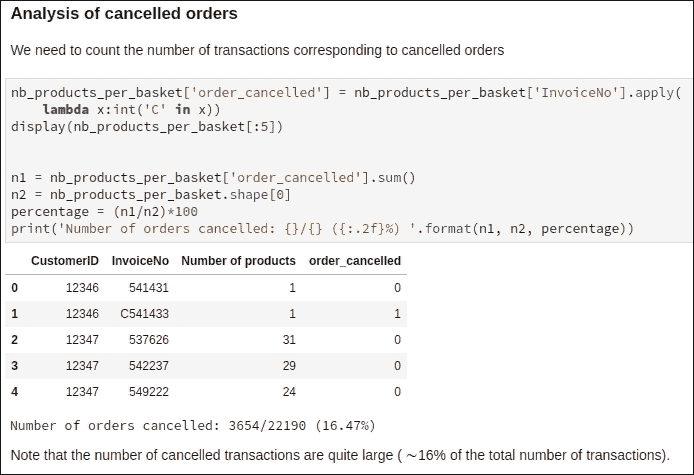 Analysis of cancelled orders
We need to count the number of transactions corresponding to cancelled orders
nb_products_per_basket['order_cancelled'] = nb_products_per_basket['InvoiceNo'].apply(
    lambda x:int('C' in x))
display(nb_products_per_basket[:5])
n1 = nb_products_per_basket['order_cancelled'].sum()
n2 = nb_products_per_basket.shape[0]
percentage = (n1/n2)*100
print('Number of orders cancelled: {}/{} ({:.2f}%) '.format(n1, n2, percentage))
CustomerID InvoiceNo Number of products order_cancelled
0 12346 541431 1 0
1 12346 C541433 1 1
2 12347 537626 31 0
3 12347 542237 29 0
4 12347 549222 24 0
Number of orders cancelled: 3654/22190 (16.47%)
Note that the number of cancelled transactions are quite large ( ∼16% of the total number of transactions).